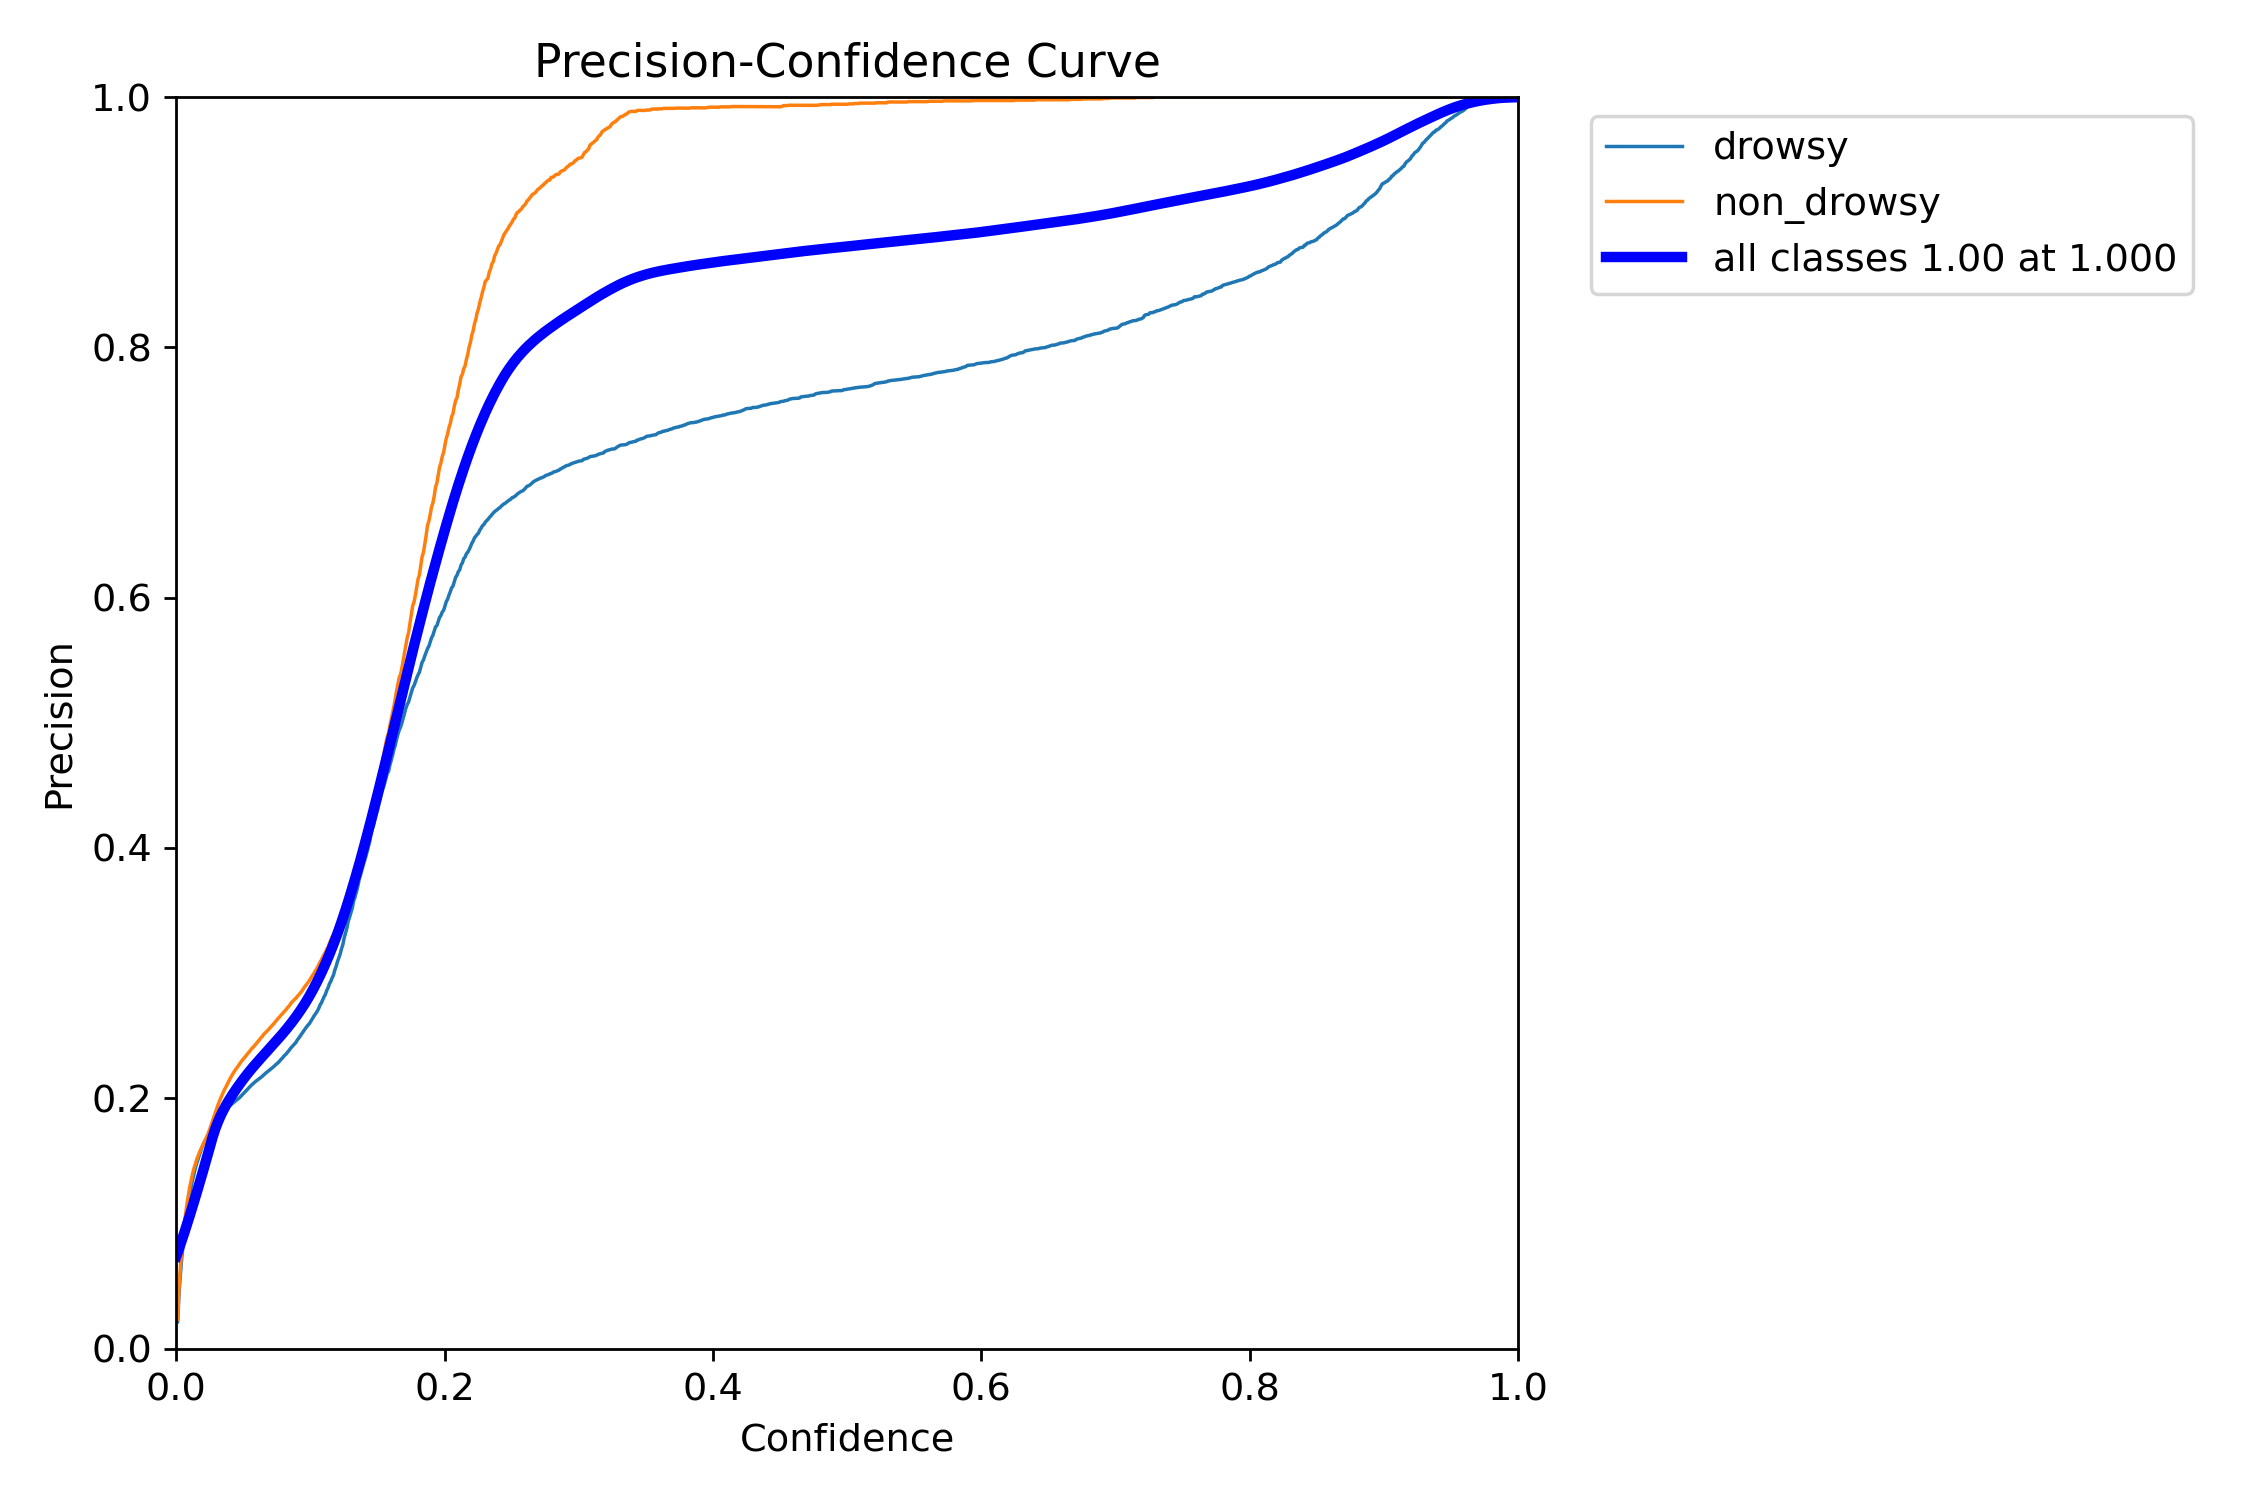 Precision-Confidence Curve
1.0
0.8
0.6
0.4
0.2
0.0
Precision
0.0 0.2 0.4 0.6 0.8 1.0
Confidence
drowsy
non_drowsy
all classes 1.00 at 1.000